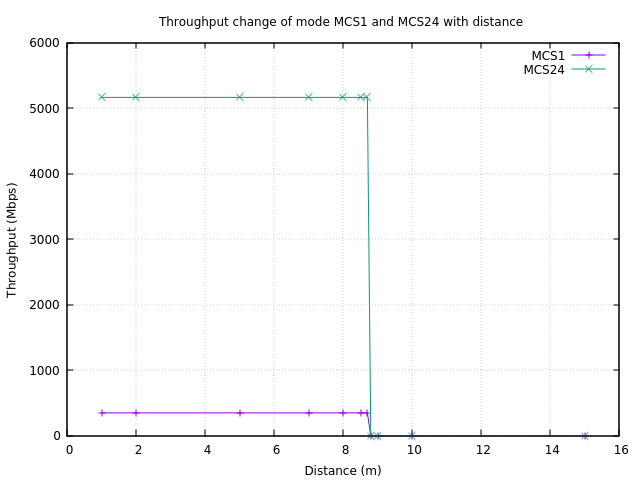 Throughput change of mode MCS1 and MCS24 with distance
6000
5000
4000
3000
2000
1000
0
Throughput (Mbps)
MCS1
MCS24
0 2 4 6 8 10 12 14 16
Distance (m)